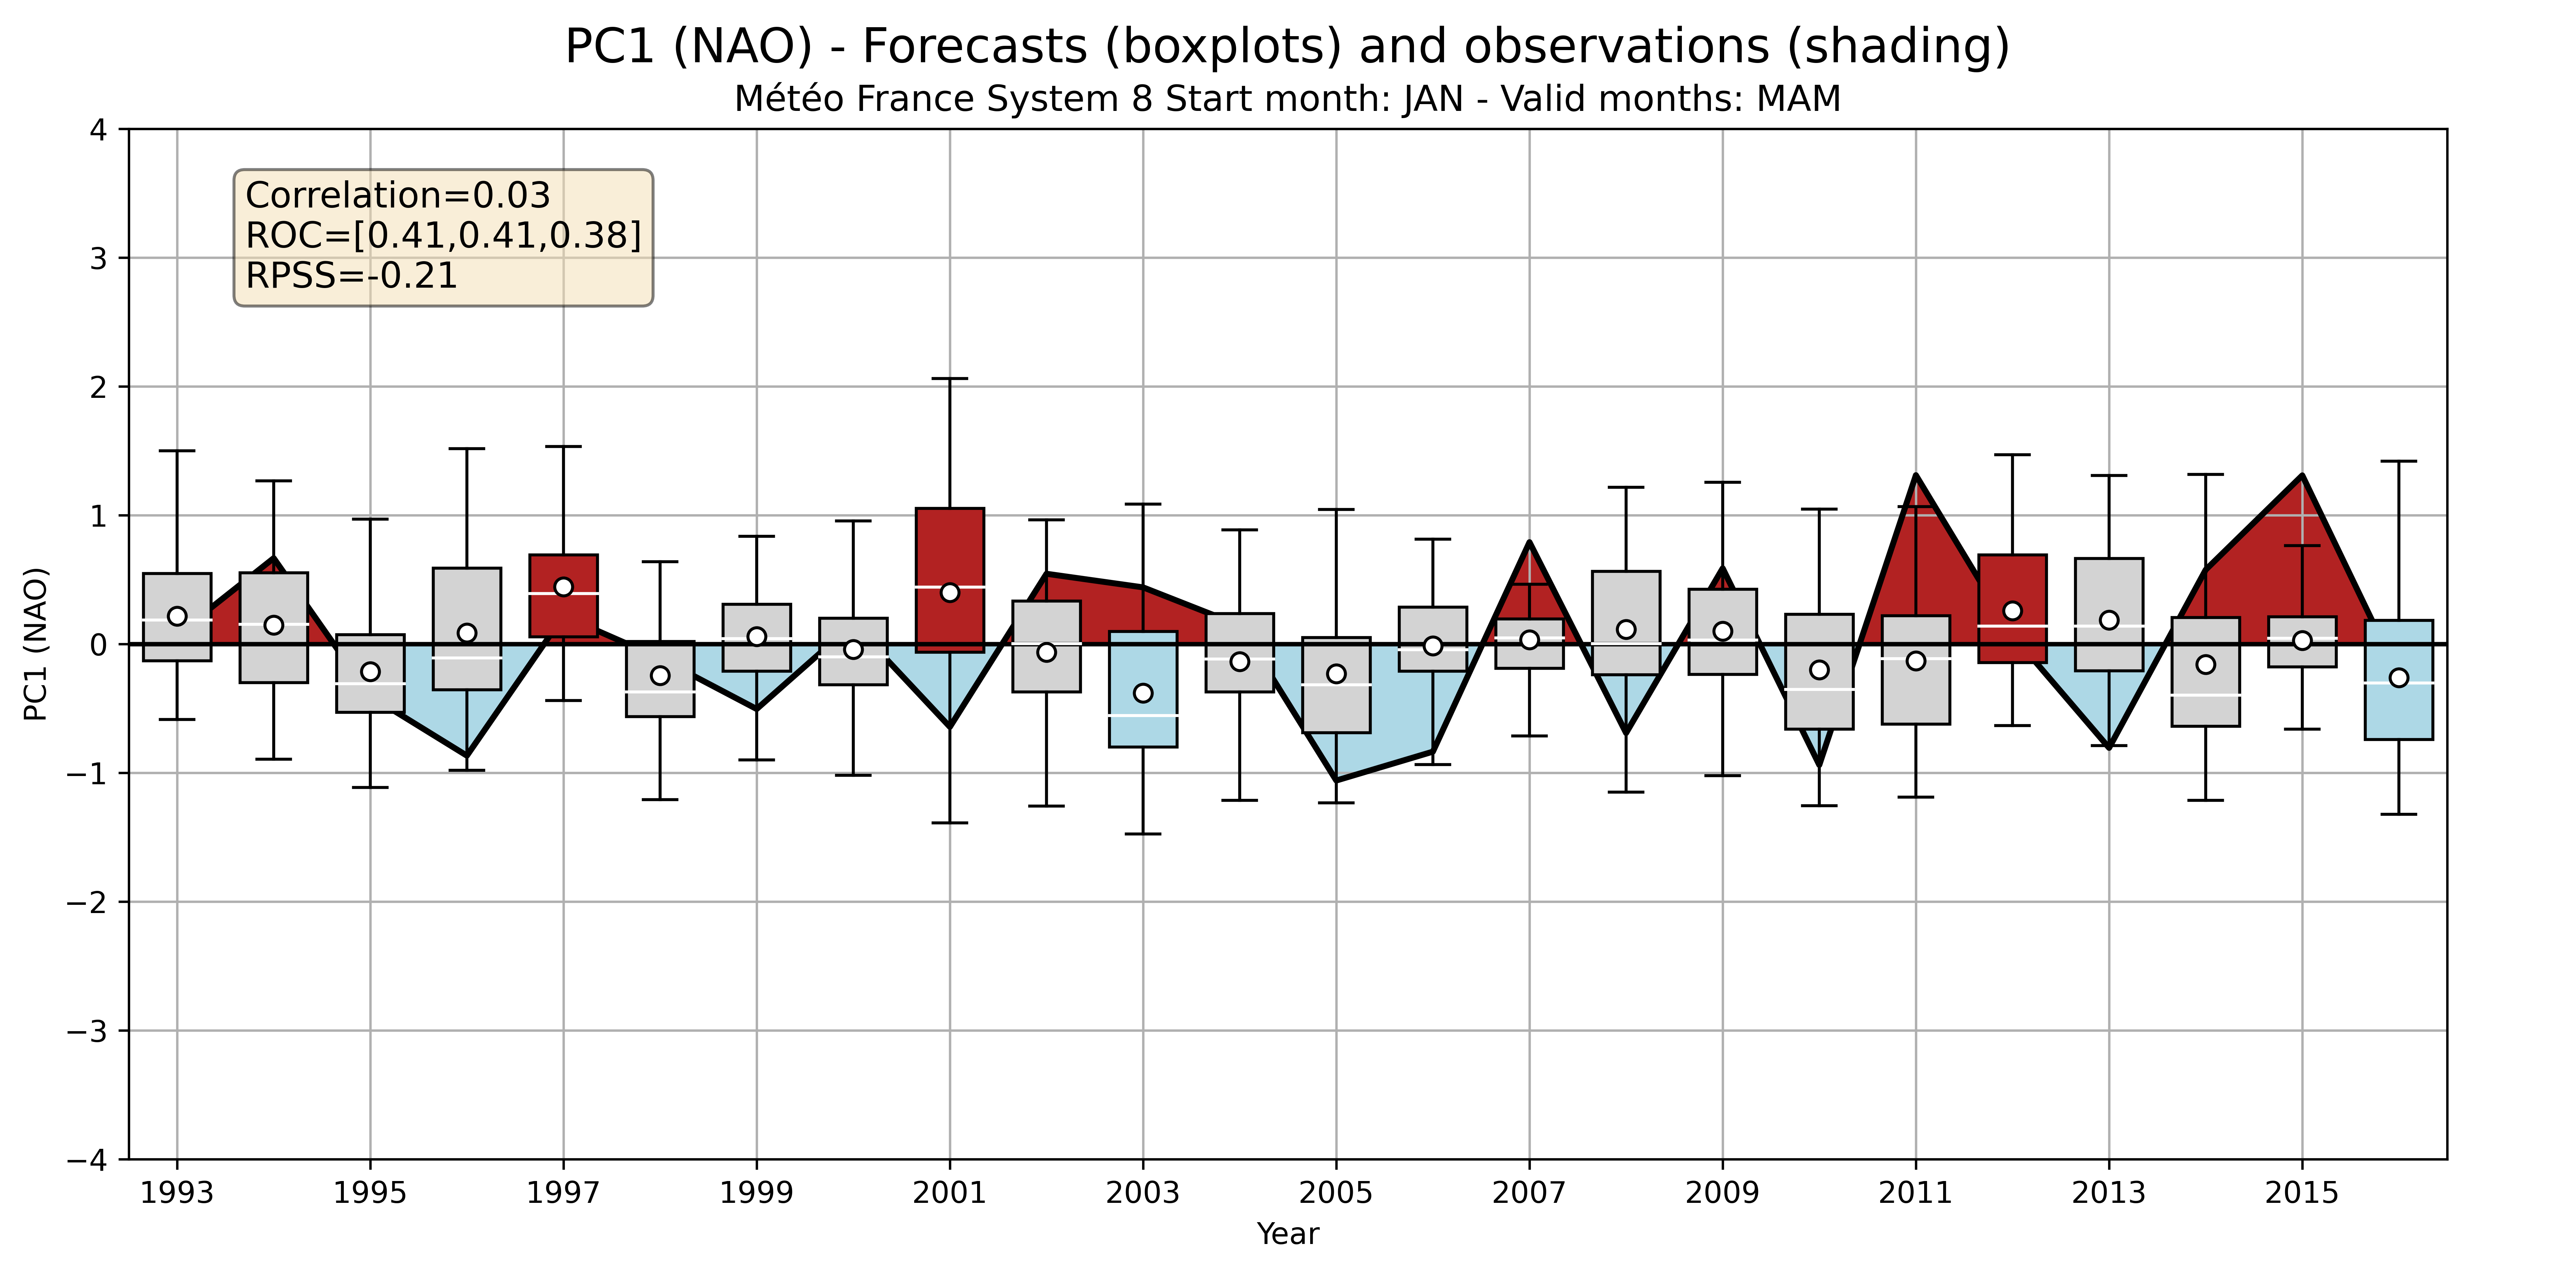 PC1 (NAO) - Forecasts (boxplots) and observations (shading)
Météo France System 8 Start month: JAN - Valid months: MAM
Correlation=0.03
ROC=[0.41,0.41,0.38]
RPSS=-0.21
PC1 (NAO)
4
3
2
1
0
−1
−2
−3
−4
1993 1995 1997 1999 2001 2003 2005 2007 2009 2011 2013 2015
Year